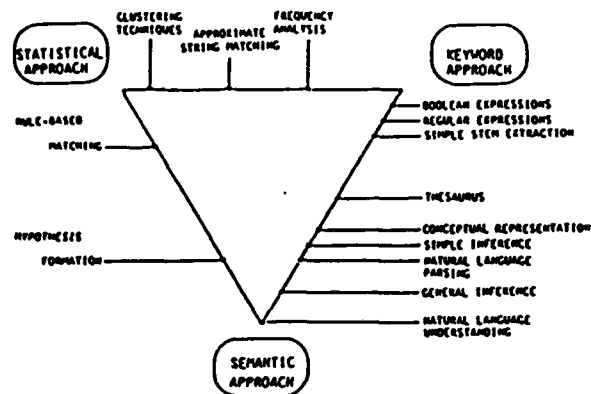 CLUSTERING
TECHNIQUES
APPROXIMATE
STRING MATCHING
FREQUENCY
ANALYSIS
STATISTICAL
APPROACH
KEYWORD
APPROACH
RULE-BASED
MATCHING
HYPOTHESIS
FORMATION
BOOLEAN EXPRESSIONS
REGULAR EXPRESSIONS
SIMPLE STEM EXTRACTION
THESAURUS
CONCEPTUAL REPRESENTATION
SIMPLE INFERENCE
NATURAL LANGUAGE
PARSING
GENERAL INFERENCE
NATURAL LANGUAGE
UNDERSTANDING
SEMANTIC
APPROACH